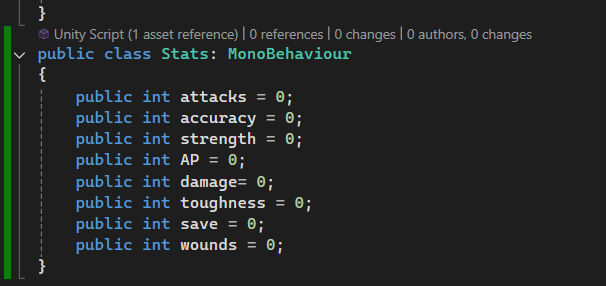 }
Unity Script (1 asset reference) | 0 references | 0 changes | 0 authors, 0 changes
public class Stats: MonoBehaviour
{
public int attacks = 0;
public int accuracy = 0;
public int strength = 0;
public int AP = 0;
public int damage= 0;
public int toughness = 0;
public int save = 0;
public int wounds = 0;
}